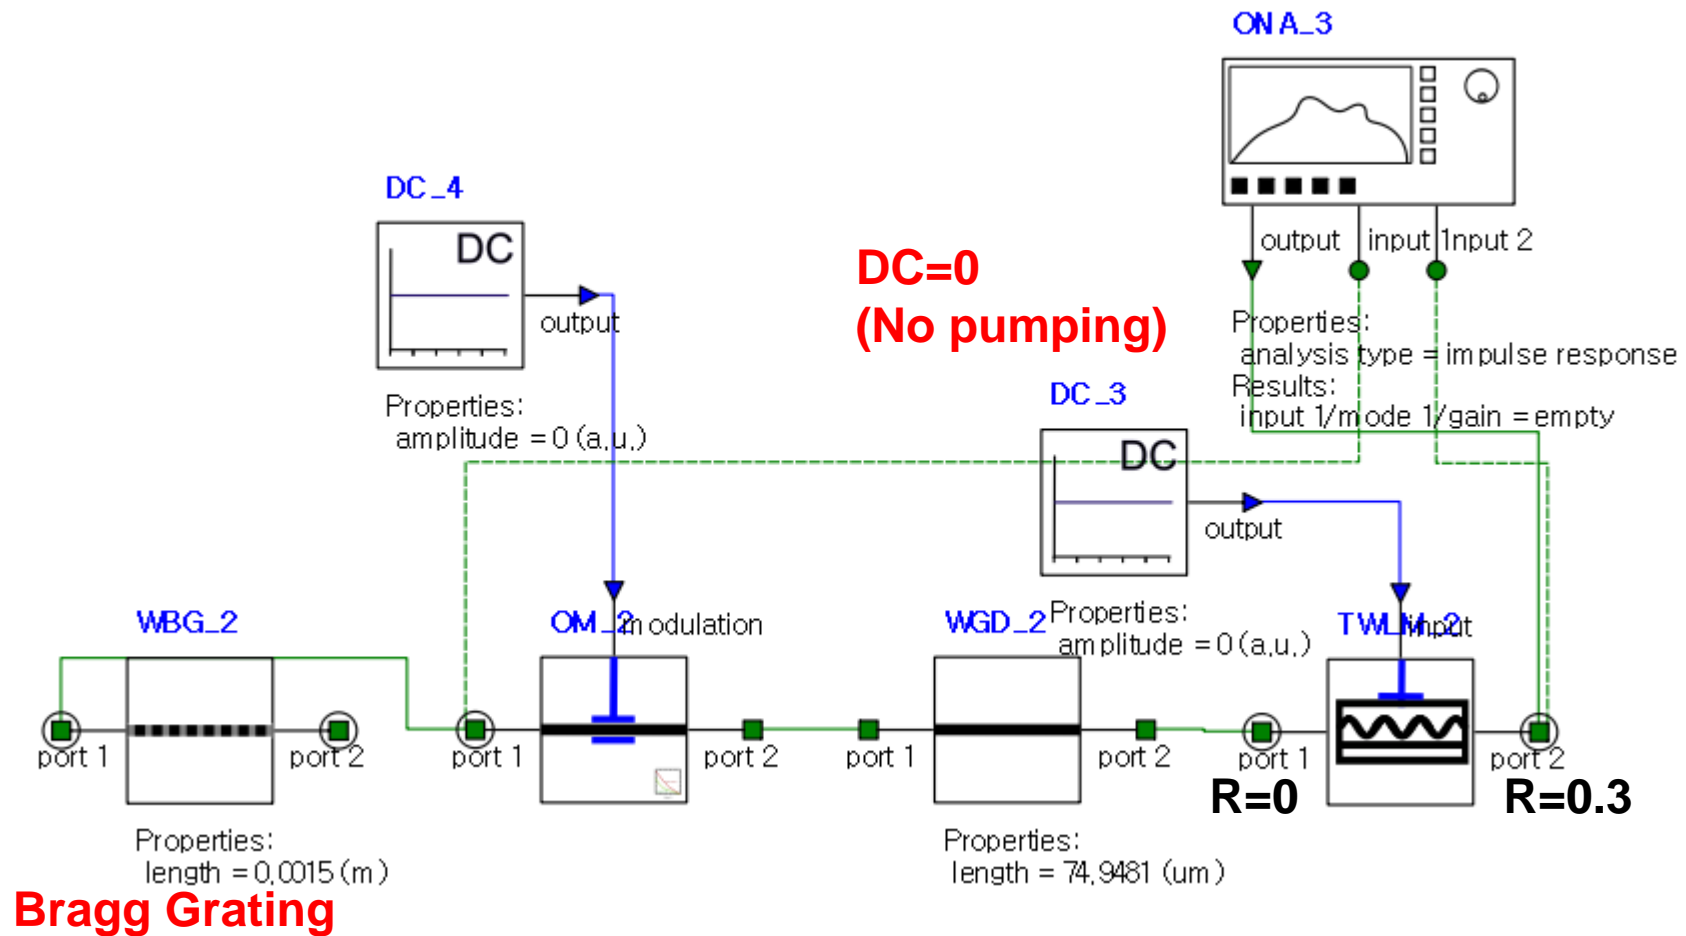 ONA_3
DC_4
DC
output
Properties:
amplitude = 0 (a.u.)
DC=0
(No pumping)
output
input 1
input 2
Properties:
analysis type = impulse response
Results:
input 1/mode 1/gain = empty
DC_3
DC
output
Properties:
amplitude = 0 (a.u.)
WBG_2
port 1
port 2
Properties:
length = 0.0015 (m)
Bragg Grating
OM_2
modulation
port 1
port 2
WGD_2
port 1
port 2
Properties:
length = 74.9481 (um)
TWLM_2
input
port 1
port 2
R=0
R=0.3